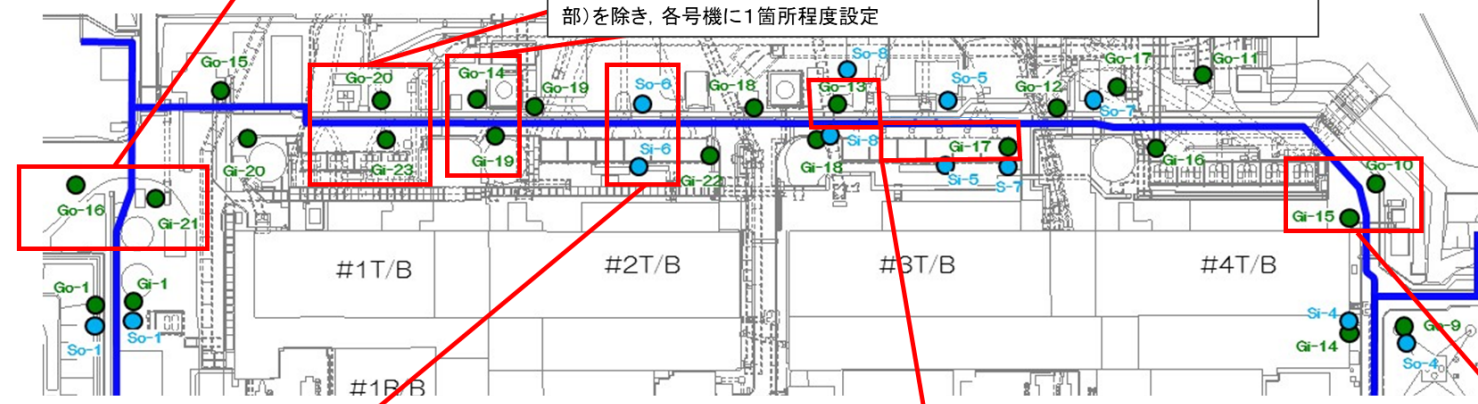 部)を除き，各号機に1箇所程度設定
So-8
Go-17
Go-11
Go-15
Go-20
Go-14
Go-19
So-6
Go-18
Go-13
So-5
Go-12
So-7
Gi-20
Gi-23
Gi-19
Si-6
Gi-22
Gi-18
Si-8
Gi-17
Si-5
S-7
Gi-16
Go-10
Go-16
Gi-21
Gi-15
#1T/B
#2T/B
#3T/B
#4T/B
Go-1
Gi-1
So-1
So-1
Si-4
Gi-14
Go-9
So-4
#1R/B